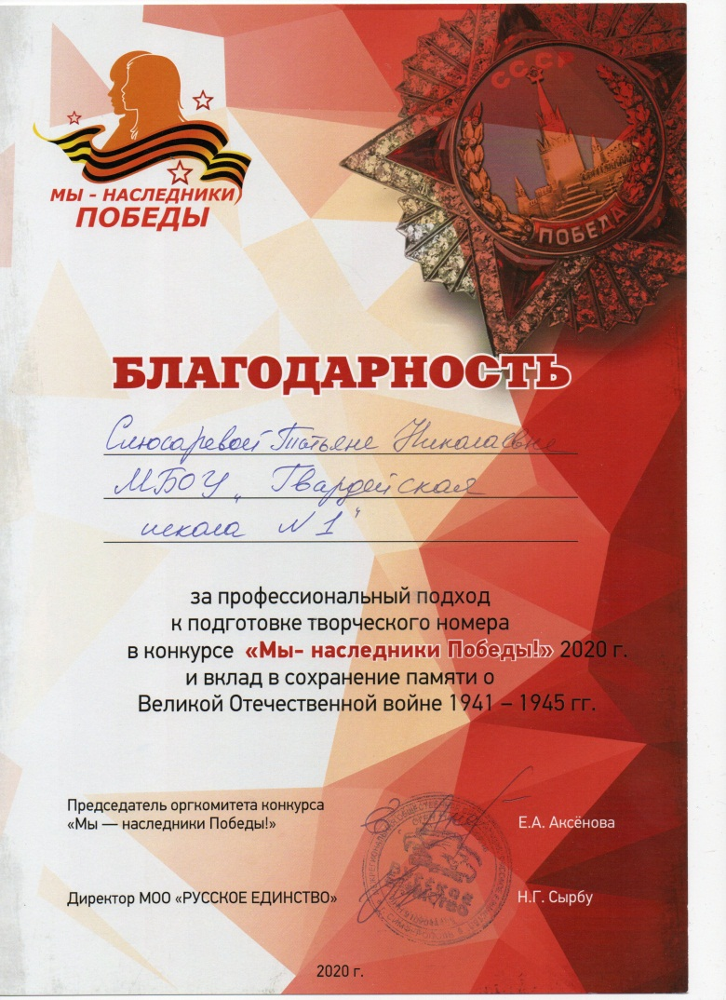 МЫ - НАСЛЕДНИКИ
ПОБЕДЫ
СССР
ПОБЕДА
БЛАГОДАРНОСТЬ
Слюсаревой Татьяне Николаевне
МБОУ „Гвардейская
школа N 1"
за профессиональный подход
к подготовке творческого номера
в конкурсе «Мы- наследники Победы!» 2020 г.
и вклад в сохранение памяти о
Великой Отечественной войне 1941 – 1945 гг.
Председатель оргкомитета конкурса
«Мы — наследники Победы!»
Е.А. Аксёнова
РУССКОЕ
ЕДИНСТВО
Директор МОО «РУССКОЕ ЕДИНСТВО»
Н.Г. Сырбу
2020 г.